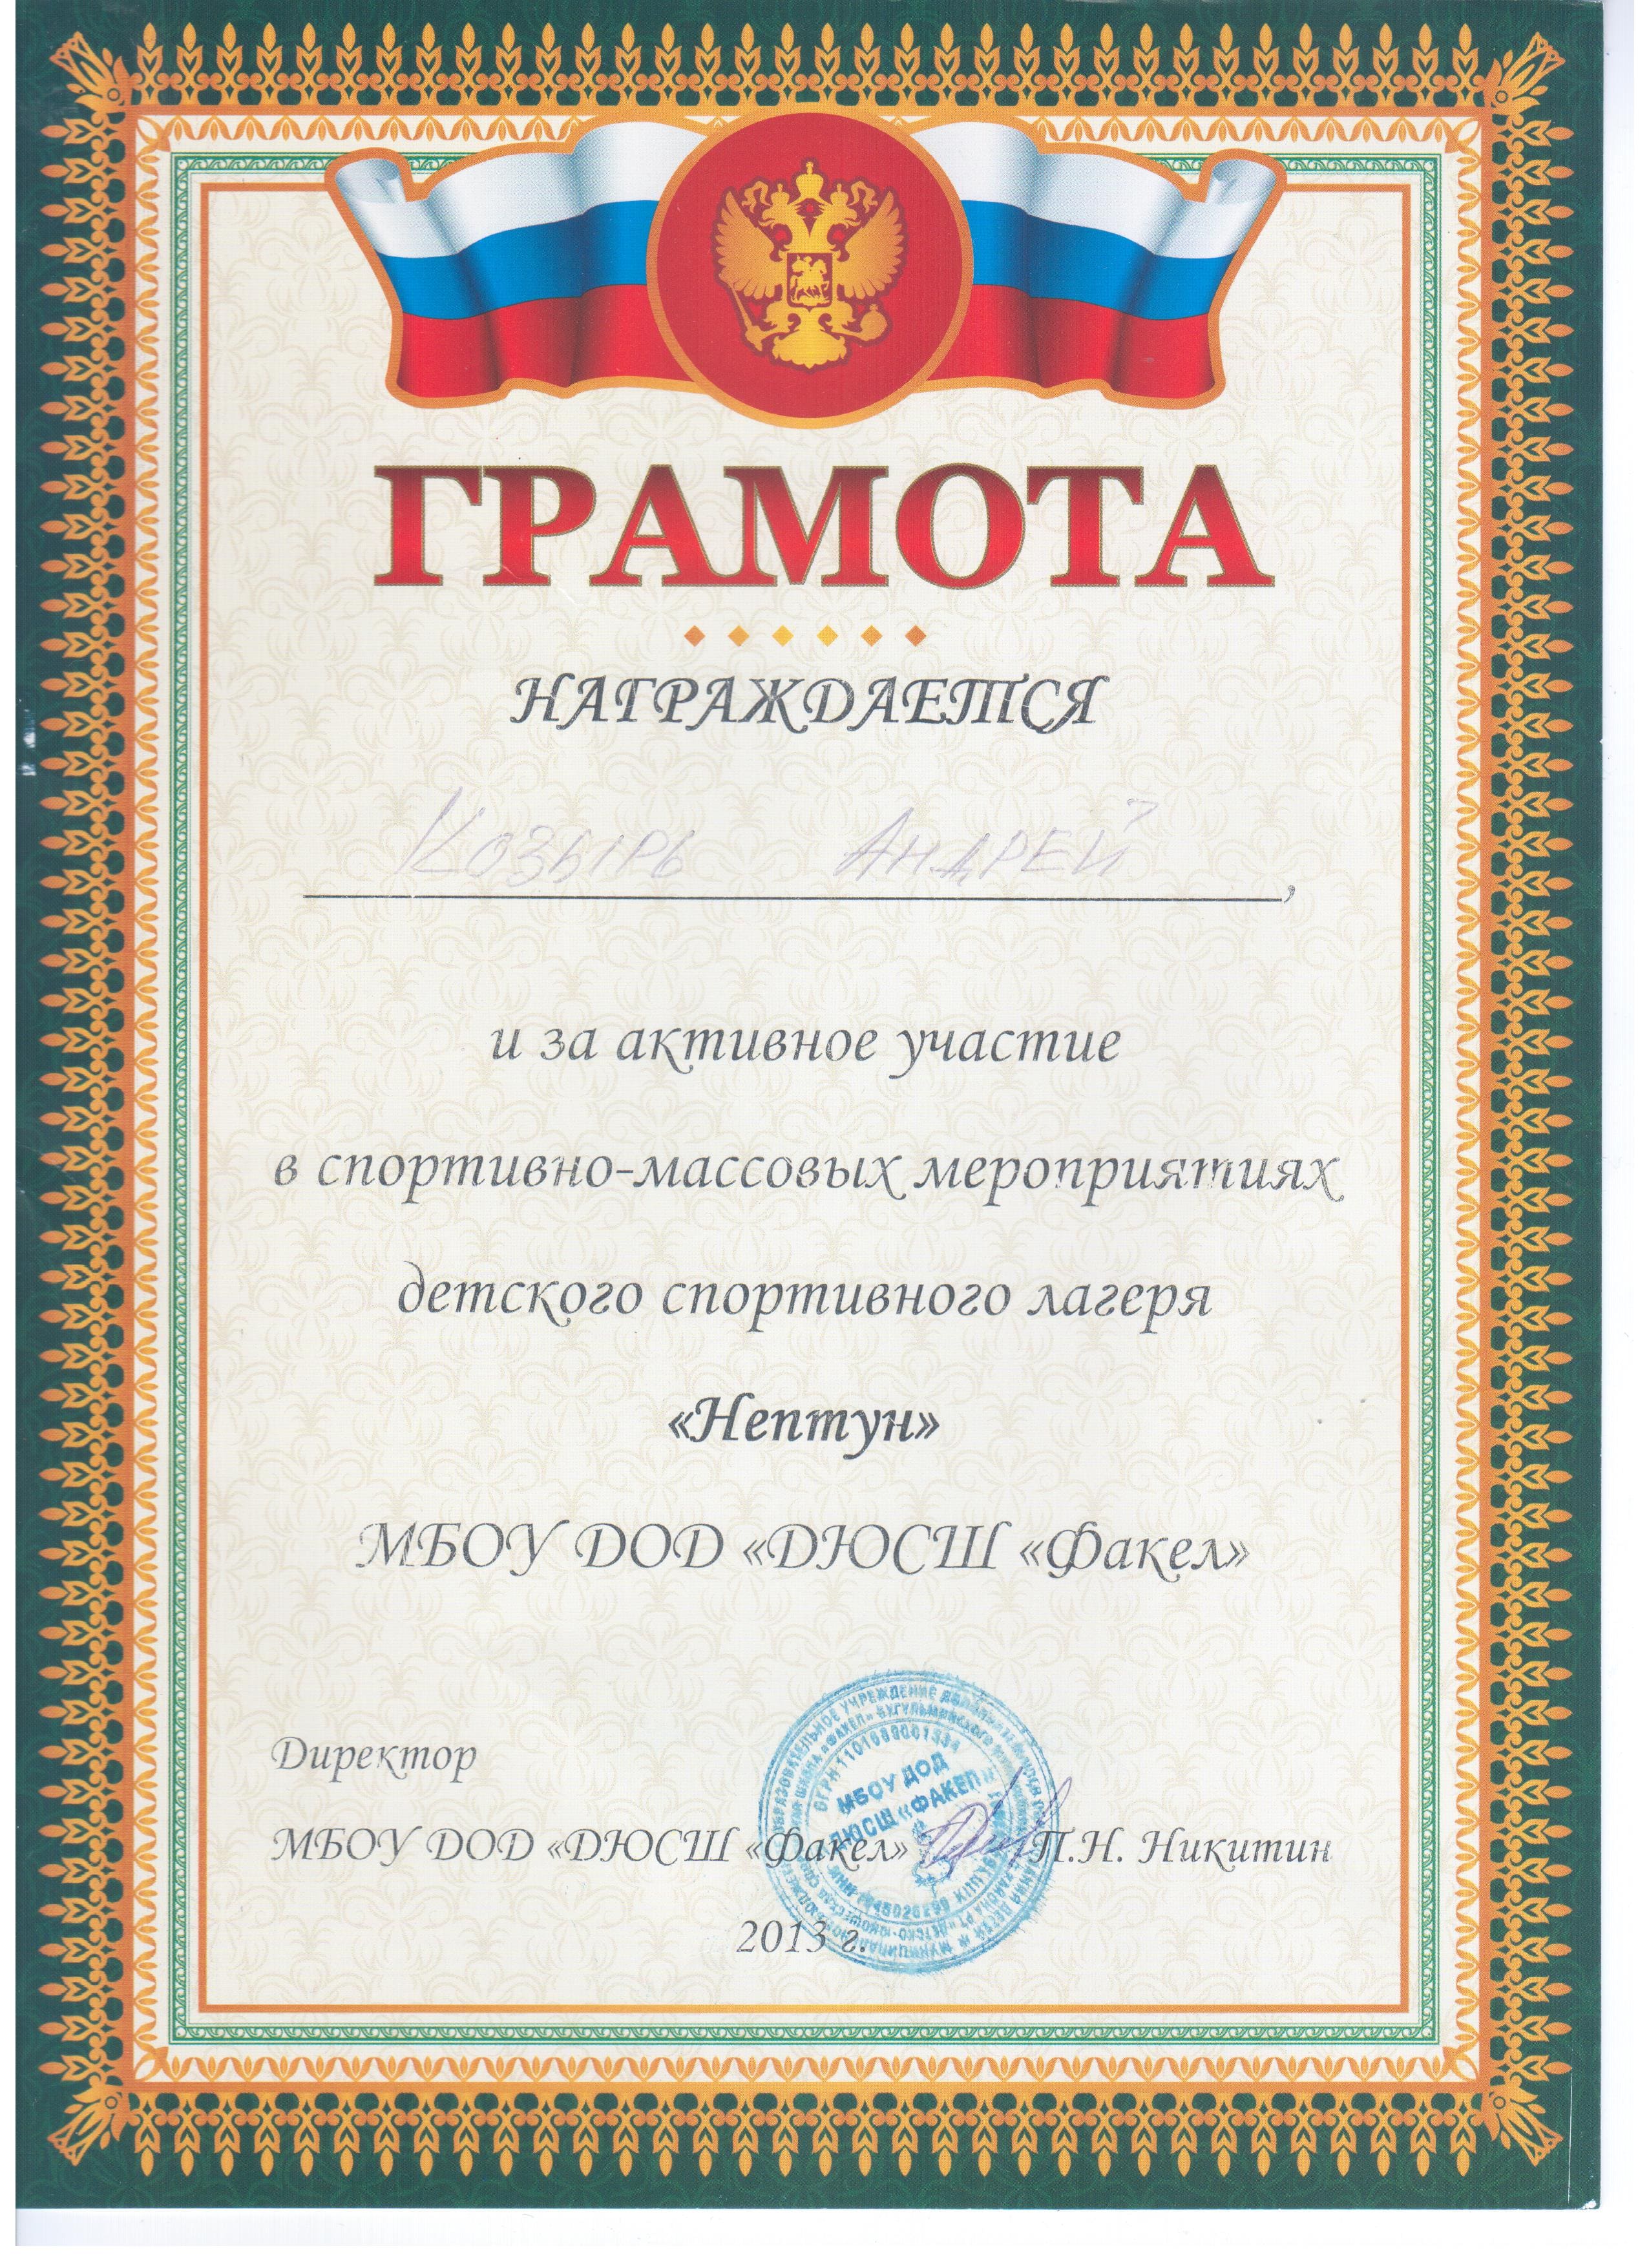 ГРАМОТА
НАГРАЖДАЕТСЯ
Козырь Андрей,
и за активное участие
в спортивно-массовых мероприятиях
детского спортивного лагеря
«Нептун»
МБОУ ДОД «ДЮСШ «Факел»
Директор
МБОУ ДОД «ДЮСШ «Факел» П.Н. Никитин
2013 г.
МБОУ ДОД
ДЮСШ «ФАКЕЛ»